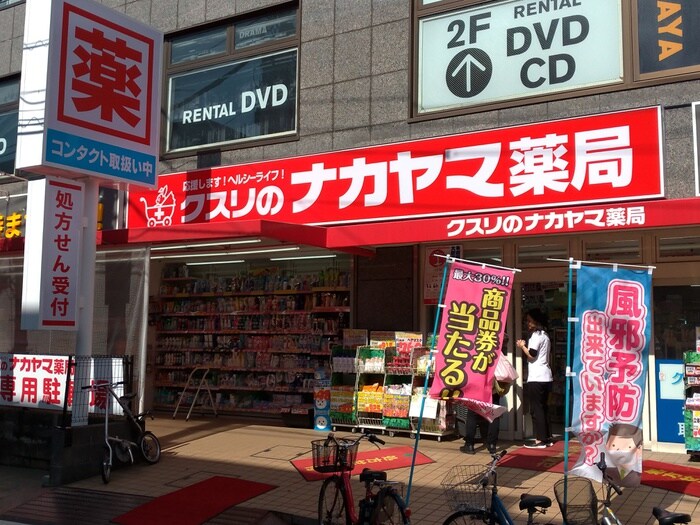 薬
コンタクト取扱い中
処方せん受付
DRAMA
RENTAL DVD
2F
RENTAL
DVD
CD
応援します!ヘルシーライフ!
クスリのナカヤマ薬局
クスリのナカヤマ薬局
ナカヤマ薬
専用駐
場
最大30%!!
商品券が
当たる!!
風邪予防
出来ていますか?